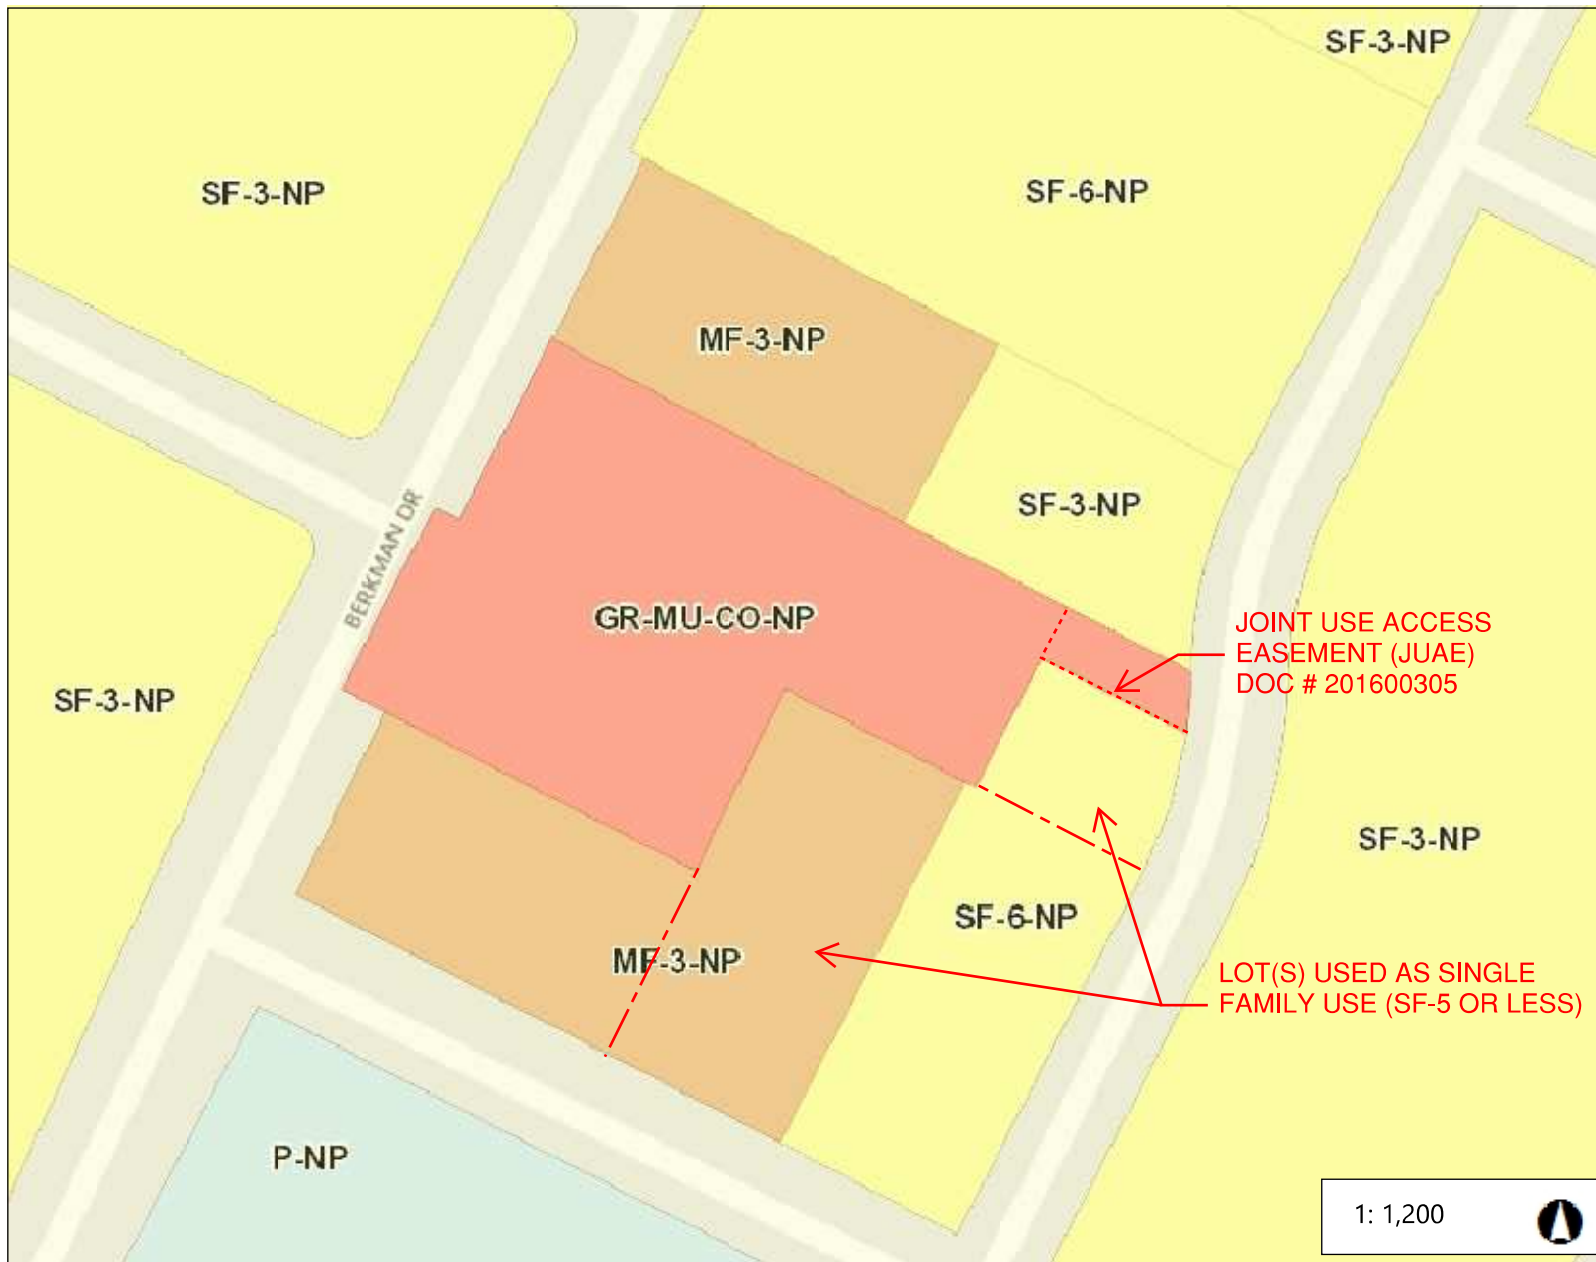 SF-3-NP
SF-3-NP
SF-6-NP
MF-3-NP
SF-3-NP
BERKMAN DR
GR-MU-CO-NP
JOINT USE ACCESS
EASEMENT (JUAE)
DOC # 201600305
SF-3-NP
SF-3-NP
SF-6-NP
MF-3-NP
LOT(S) USED AS SINGLE
FAMILY USE (SF-5 OR LESS)
P-NP
1: 1,200